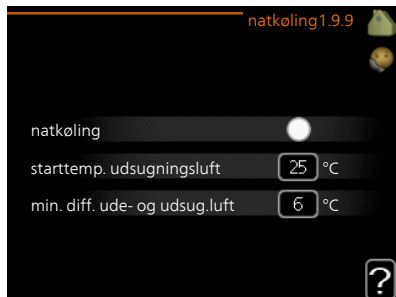 natkøling1.9.9
natkøling
starttemp. udsugningsluft 25 °C
min. diff. ude- og udsug.luft 6 °C
?